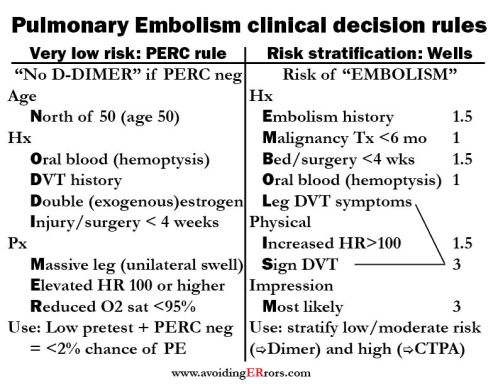 Pulmonary Embolism clinical decision rules
Very low risk: PERC rule
"No D-DIMER" if PERC neg
Age
North of 50 (age 50)
Hx
Oral blood (hemoptysis)
DVT history
Double (exogenous)estrogen
Injury/surgery < 4 weeks
Px
Massive leg (unilateral swell)
Elevated HR 100 or higher
Reduced O2 sat <95%
Use: Low pretest + PERC neg
= <2% chance of PE
Risk stratification: Wells
Risk of "EMBOLISM"
Hx
Embolism history 1.5
Malignancy Tx <6 mo 1
Bed/surgery <4 wks 1.5
Oral blood (hemoptysis) 1
Leg DVT symptoms
Physical
Increased HR>100 1.5
Sign DVT 3
Impression
Most likely 3
Use: stratify low/moderate risk
(⇨Dimer) and high (⇨CTPA)
www.avoidingERrors.com